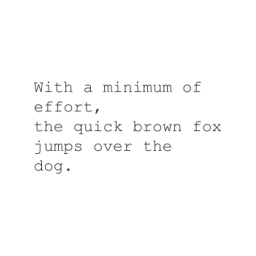 With a minimum of
effort,
the quick brown fox
jumps over the
dog.